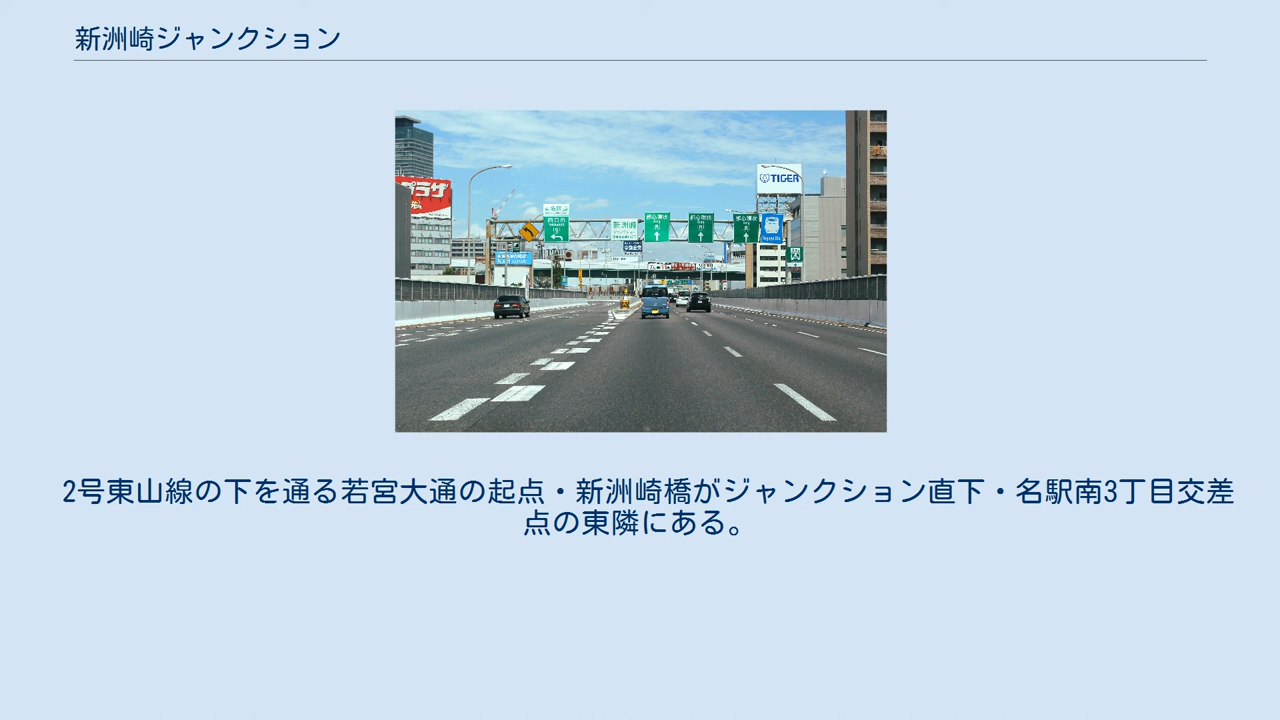 新洲崎ジャンクション
プラザ
TIGER
新洲崎
2号東山線の下を通る若宮大通の起点・新洲崎橋がジャンクション直下・名駅南3丁目交差
点の東隣にある。